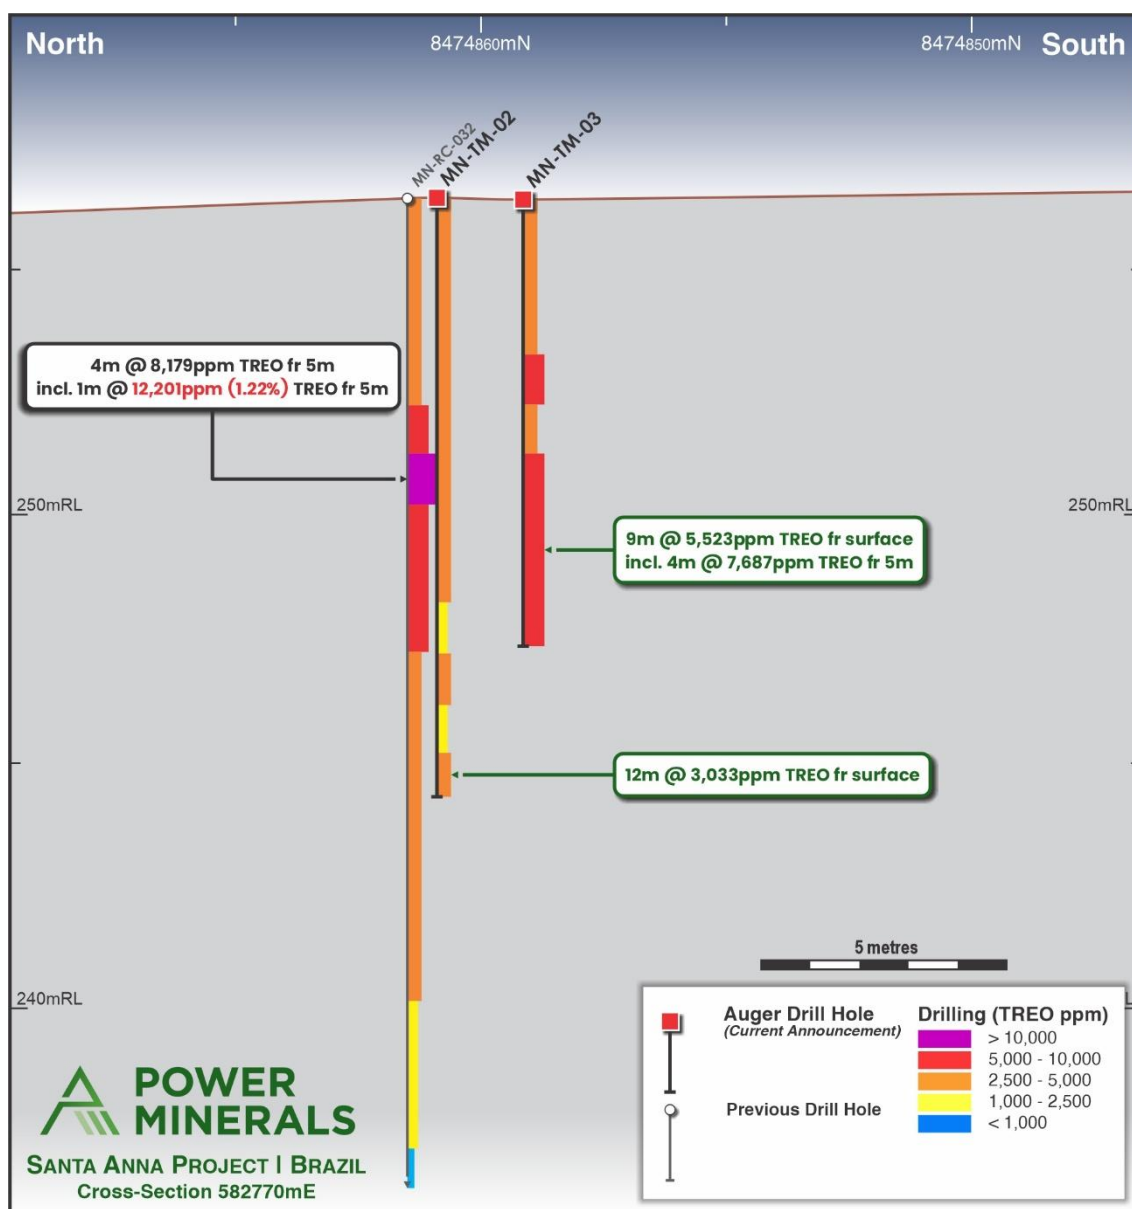 North
8474860mN
8474850mN
South
MN-RC-032
MN-TM-02
MN-TM-03
4m @ 8,179ppm TREO fr 5m
incl. 1m @ 12,201ppm (1.22%) TREO fr 5m
250mRL
250mRL
9m @ 5,523ppm TREO fr surface
incl. 4m @ 7,687ppm TREO fr 5m
12m @ 3,033ppm TREO fr surface
5 metres
240mRL
Auger Drill Hole
(Current Announcement)
Previous Drill Hole
Drilling (TREO ppm)
> 10,000
5,000 - 10,000
2,500 - 5,000
1,000 - 2,500
< 1,000
POWER
MINERALS
SANTA ANNA PROJECT | BRAZIL
Cross-Section 582770mE